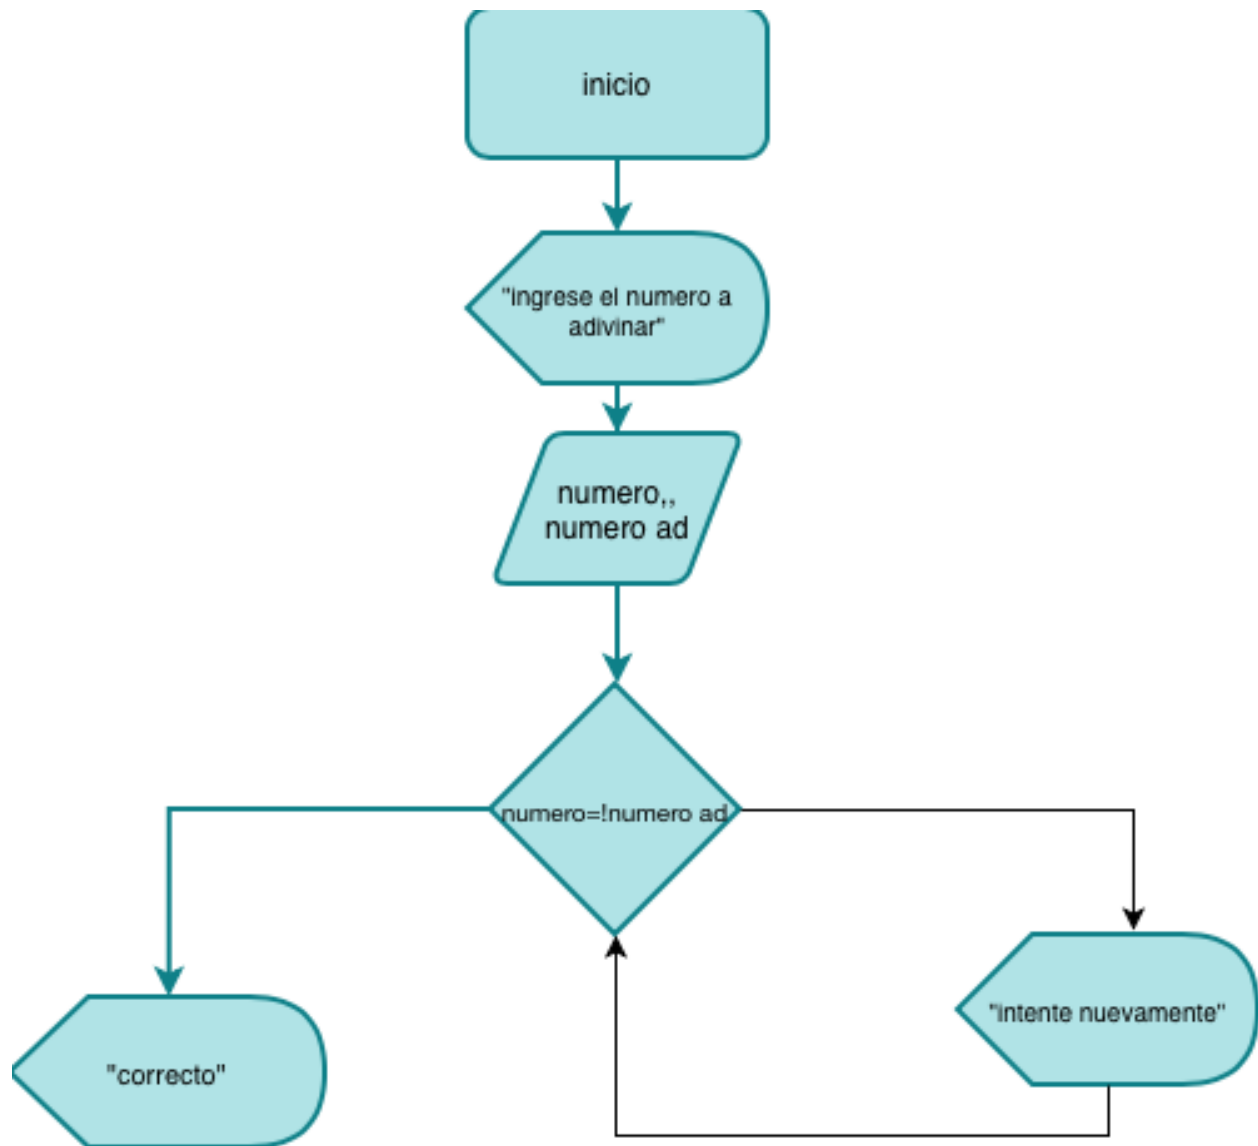 inicio
"ingrese el numero a
adivinar"
numero,,
numero ad
numero=!numero ad
"intente nuevamente"
"correcto"